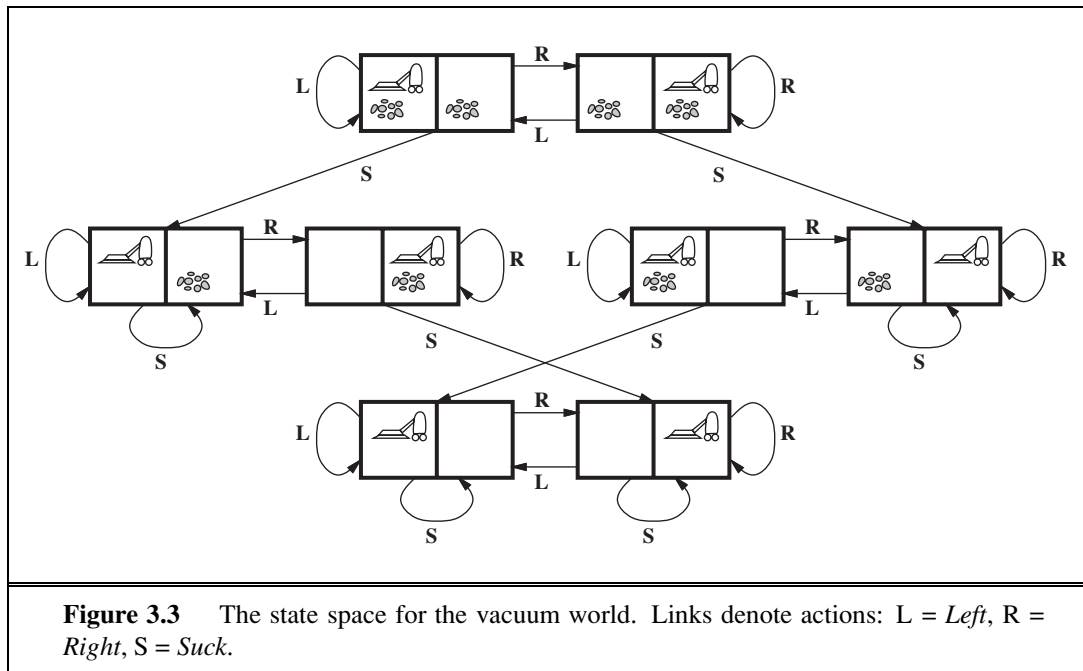 R
L
R
L
S
S
R
R
L
R
L
R
L
L
S
S
S
S
R
L
R
L
S
S
Figure 3.3 The state space for the vacuum world. Links denote actions: L = Left, R =
Right, S = Suck.